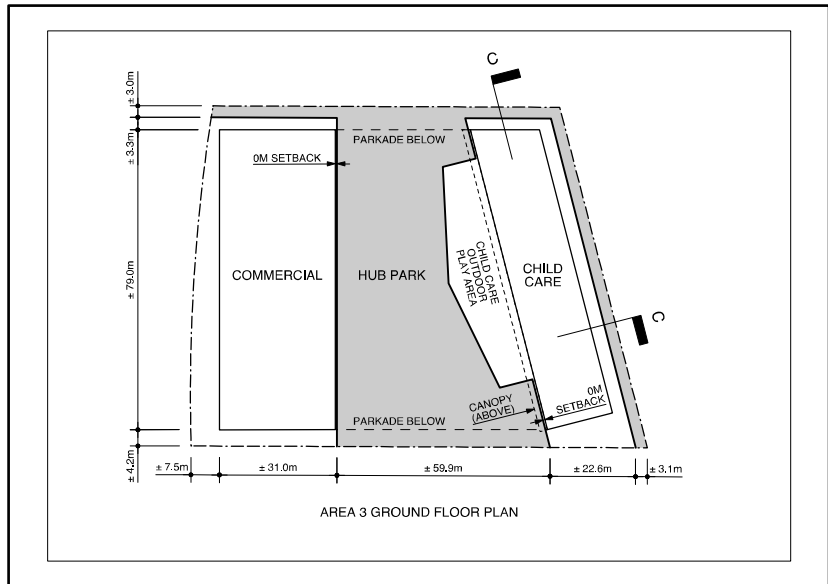 C
± 3.0m
± 3.3m
PARKADE BELOW
0M SETBACK
COMMERCIAL
HUB PARK
CHILD CARE
OUTDOOR
PLAY AREA
CHILD
CARE
± 79.0m
C
CANOPY
(ABOVE)
0M
SETBACK
PARKADE BELOW
± 4.2m
± 7.5m
± 31.0m
± 59.9m
± 22.6m
± 3.1m
AREA 3 GROUND FLOOR PLAN